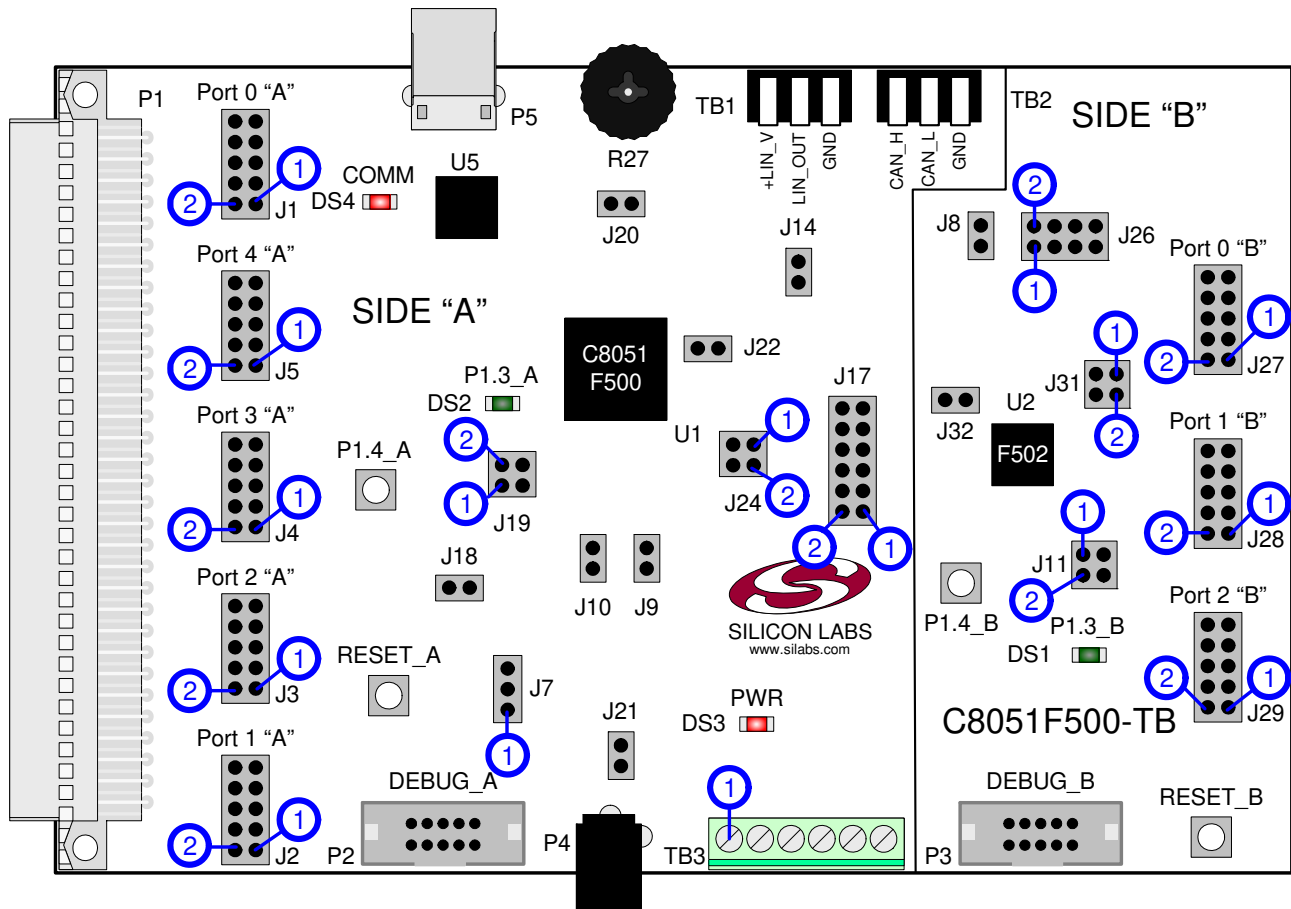 P1
Port 0 “A”
1
2
J1
COMM
DS4
P5
U5
R27
J20
TB1
+LIN_V
LIN_OUT
GND
CAN_H
CAN_L
GND
TB2
SIDE “B”
J14
J8
2
J26
1
Port 0 “B”
1
2
J27
Port 4 “A”
1
2
J5
SIDE “A”
P1.3_A
DS2
C8051
F500
J22
U1
J17
1
2
J24
2
1
J32
U2
F502
J31
1
2
Port 3 “A”
1
2
J4
P1.4_A
2
1
J19
J18
J10
J9
SILICON LABS
www.silabs.com
Port 1 “B”
1
2
J28
1
J11
2
P1.4_B
P1.3_B
DS1
Port 2 “B”
1
2
J29
Port 2 “A”
1
2
J3
RESET_A
J7
1
J21
PWR
DS3
C8051F500-TB
Port 1 “A”
1
2
J2
DEBUG_A
P2
P4
1
TB3
DEBUG_B
P3
RESET_B